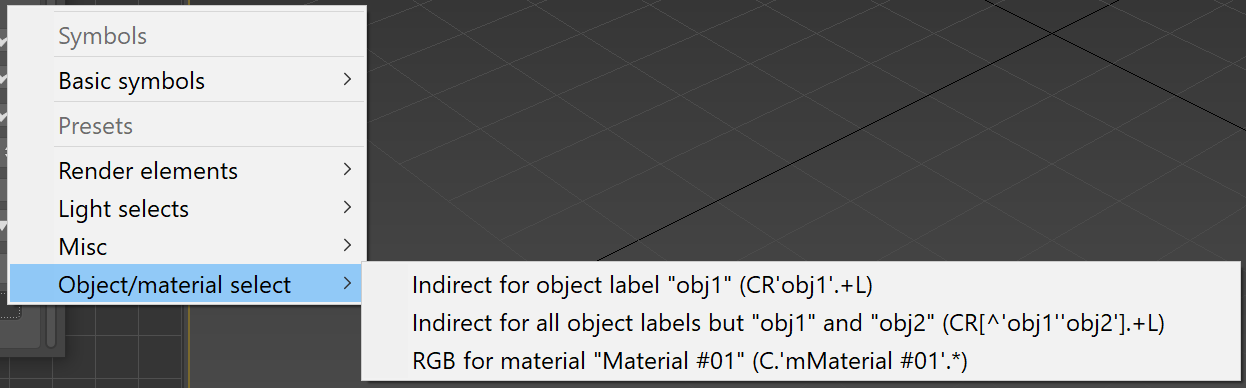 Symbols
Basic symbols
Presets
Render elements
Light selects
Misc
Object/material select
Indirect for object label "obj1" (CR'obj1'.+L)
Indirect for all object labels but "obj1" and "obj2" (CR[^'obj1''obj2'].+L)
RGB for material "Material #01" (C.'mMaterial #01'.*)